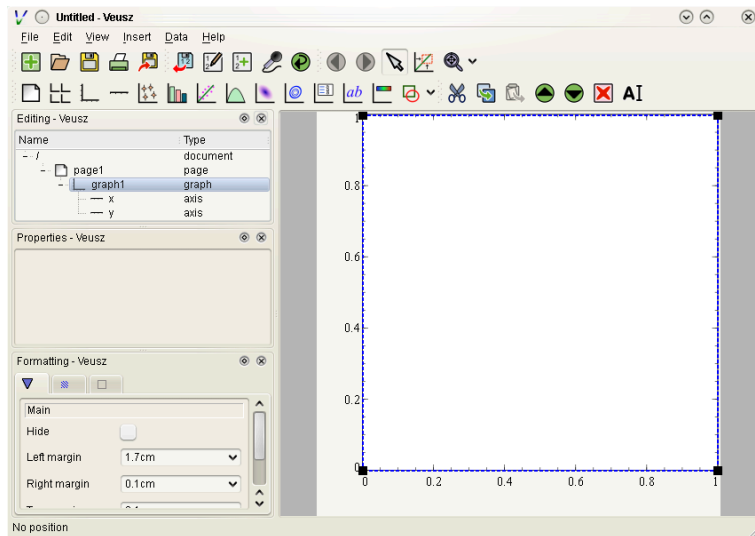 Untitled - Veusz
File Edit View Insert Data Help
ab
AI
Editing - Veusz
Name Type
/ document
page1 page
graph1 graph
x axis
y axis
Properties - Veusz
Formatting - Veusz
Main
Hide
Left margin 1.7cm
Right margin 0.1cm
1
0.8
0.6
0.4
0.2
0
0 0.2 0.4 0.6 0.8 1
No position